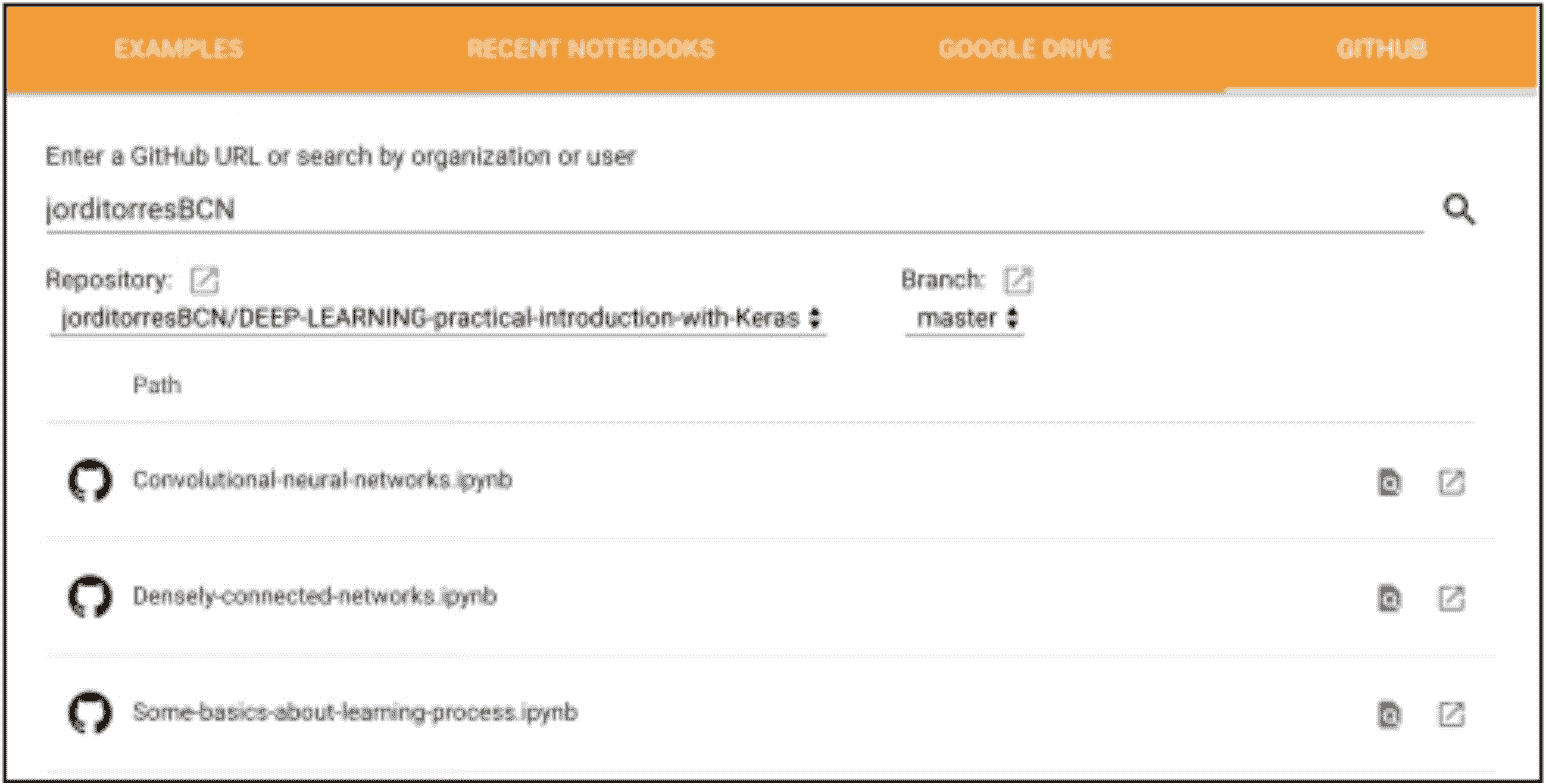 EXAMPLES RECENT NOTEBOOKS GOOGLE DRIVE GITHUB
Enter a GitHub URL or search by organization or user
jorditorresBCN
Repository: Branch:
jorditorresBCN/DEEP-LEARNING-practical-introduction-with-Keras master
Path
Convolutional-neural-networks.ipynb
Densely-connected-networks.ipynb
Some-basics-about-learning-process.ipynb